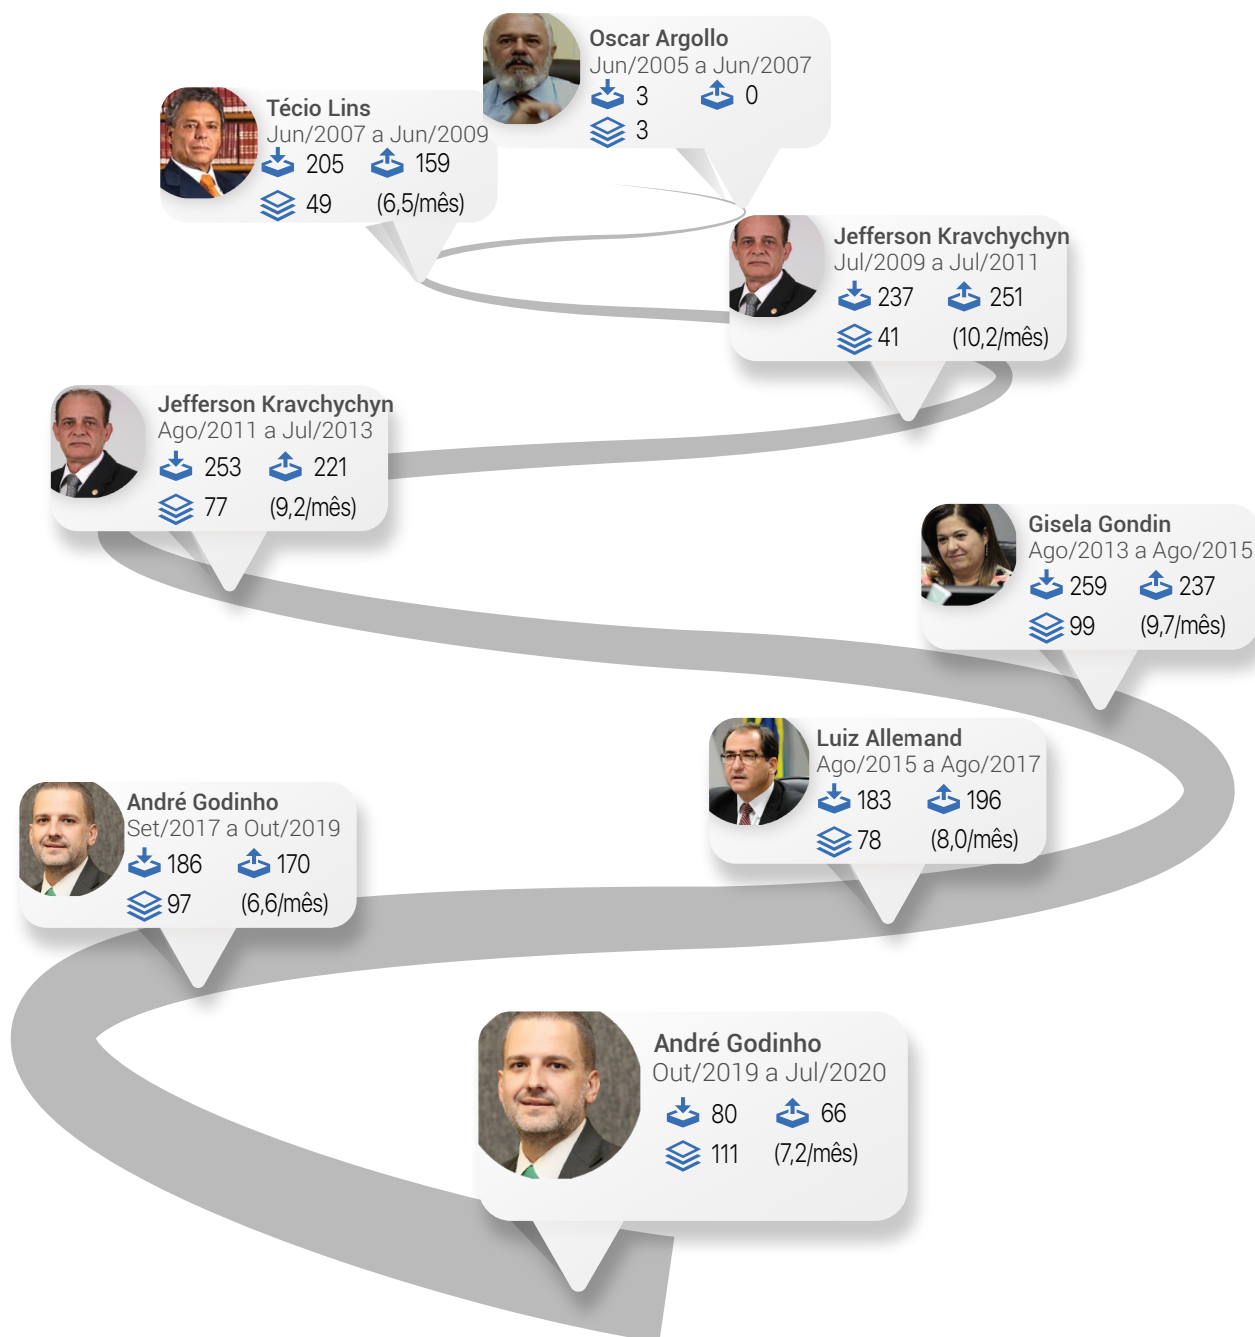 Oscar Argollo
Jun/2005 a Jun/2007
3 0
3
Técio Lins
Jun/2007 a Jun/2009
205 159
49 (6,5/mês)
Jefferson Kravchychyn
Jul/2009 a Jul/2011
237 251
41 (10,2/mês)
Jefferson Kravchychyn
Ago/2011 a Jul/2013
253 221
77 (9,2/mês)
Gisela Gondin
Ago/2013 a Ago/2015
259 237
99 (9,7/mês)
Luiz Allemand
Ago/2015 a Ago/2017
183 196
78 (8,0/mês)
André Godinho
Set/2017 a Out/2019
186 170
97 (6,6/mês)
André Godinho
Out/2019 a Jul/2020
80 66
111 (7,2/mês)